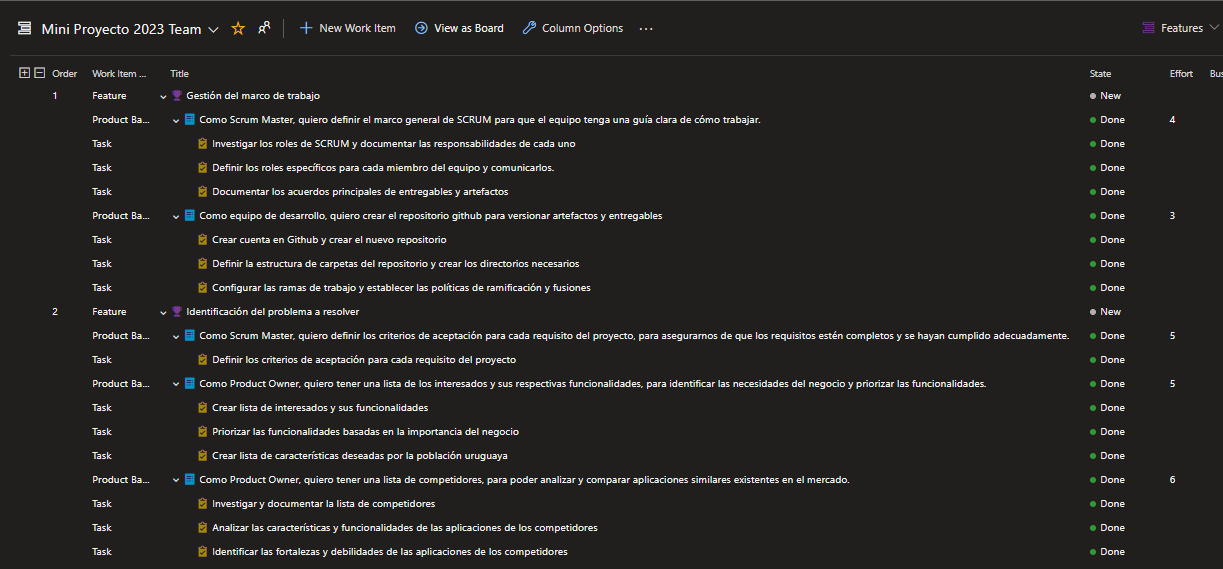 Mini Proyecto 2023 Team New Work Item View as Board Column Options ... Features
Order Work Item ... Title State Effort Bus
1 Feature Gestión del marco de trabajo New
Product Ba... Como Scrum Master, quiero definir el marco general de SCRUM para que el equipo tenga una guía clara de cómo trabajar. Done 4
Task Investigar los roles de SCRUM y documentar las responsabilidades de cada uno Done
Task Definir los roles específicos para cada miembro del equipo y comunicarlos. Done
Task Documentar los acuerdos principales de entregables y artefactos Done
Product Ba... Como equipo de desarrollo, quiero crear el repositorio github para versionar artefactos y entregables Done 3
Task Crear cuenta en Github y crear el nuevo repositorio Done
Task Definir la estructura de carpetas del repositorio y crear los directorios necesarios Done
Task Configurar las ramas de trabajo y establecer las políticas de ramificación y fusiones Done
2 Feature Identificación del problema a resolver New
Product Ba... Como Scrum Master, quiero definir los criterios de aceptación para cada requisito del proyecto, para asegurarnos de que los requisitos estén completos y se hayan cumplido adecuadamente. Done 5
Task Definir los criterios de aceptación para cada requisito del proyecto Done
Product Ba... Como Product Owner, quiero tener una lista de los interesados y sus respectivas funcionalidades, para identificar las necesidades del negocio y priorizar las funcionalidades. Done 5
Task Crear lista de interesados y sus funcionalidades Done
Task Priorizar las funcionalidades basadas en la importancia del negocio Done
Task Crear lista de características deseadas por la población uruguaya Done
Product Ba... Como Product Owner, quiero tener una lista de competidores, para poder analizar y comparar aplicaciones similares existentes en el mercado. Done 6
Task Investigar y documentar la lista de competidores Done
Task Analizar las características y funcionalidades de las aplicaciones de los competidores Done
Task Identificar las fortalezas y debilidades de las aplicaciones de los competidores Done